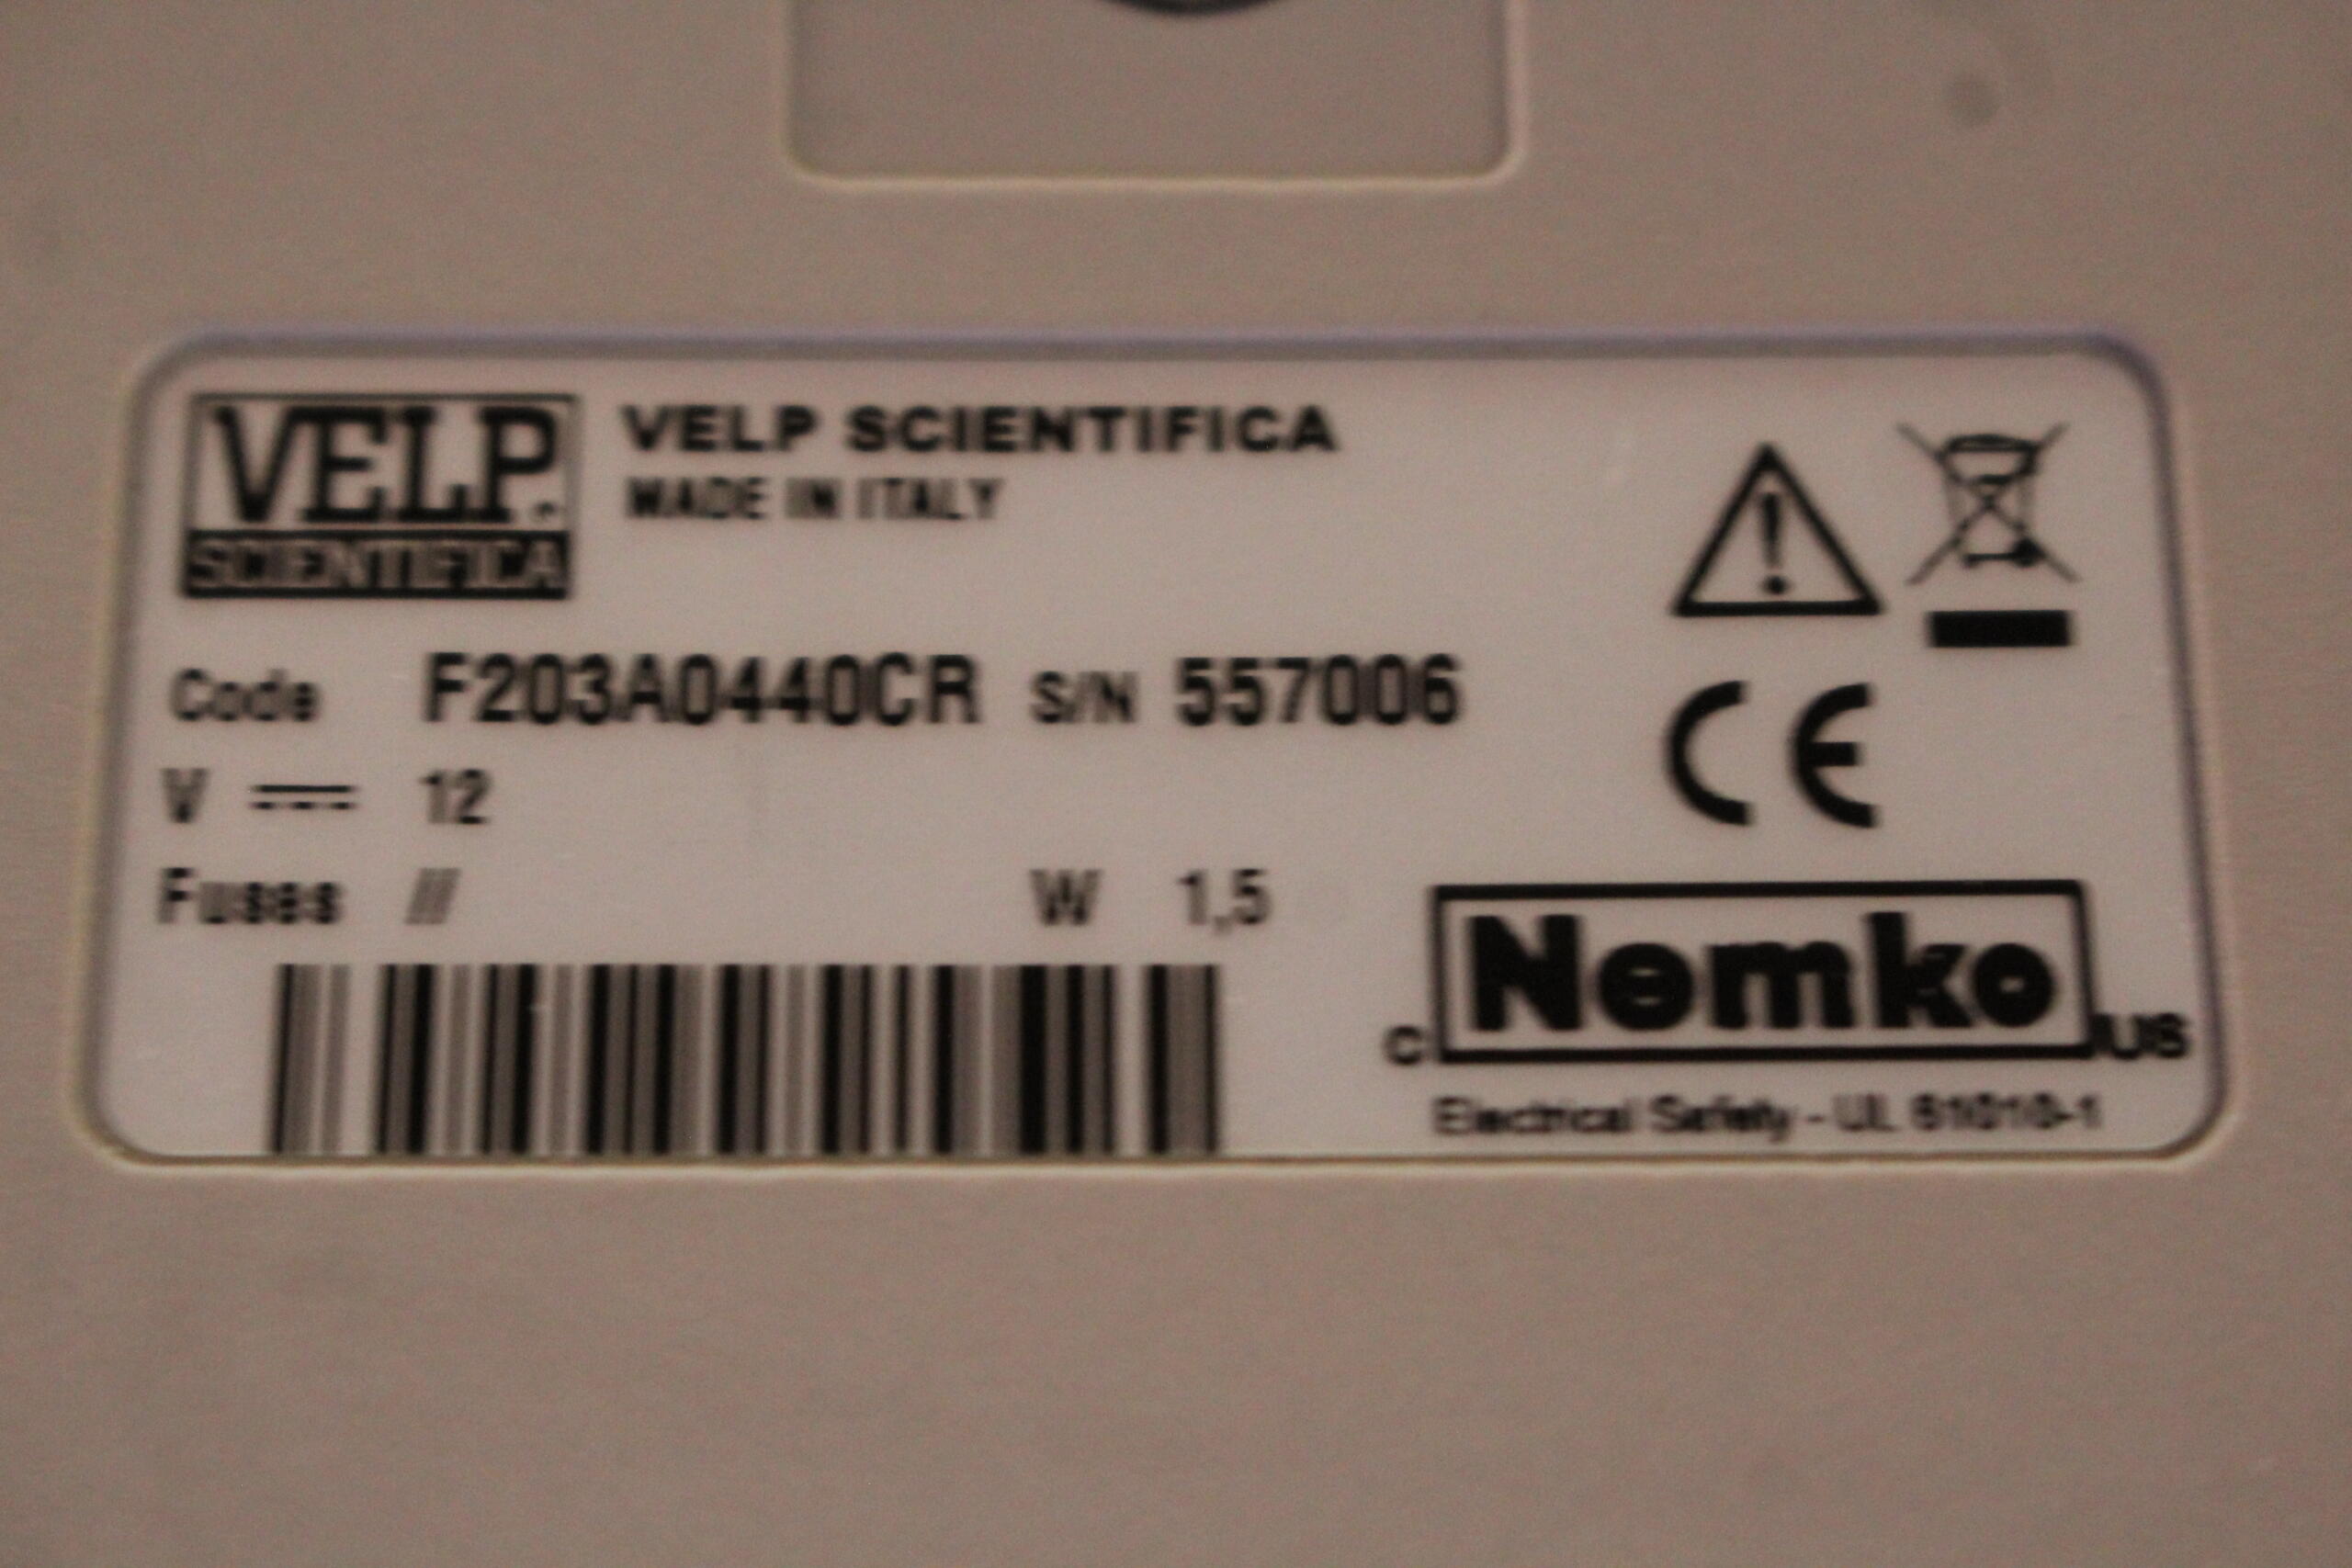 VELP.
SCIENTIFICA
VELP SCIENTIFICA
MADE IN ITALY
Code F203A0440CR S/N 557006
V 12
Fuses // W 1,5
CE
c Nemko US
Electrical Safety - UL 61010-1